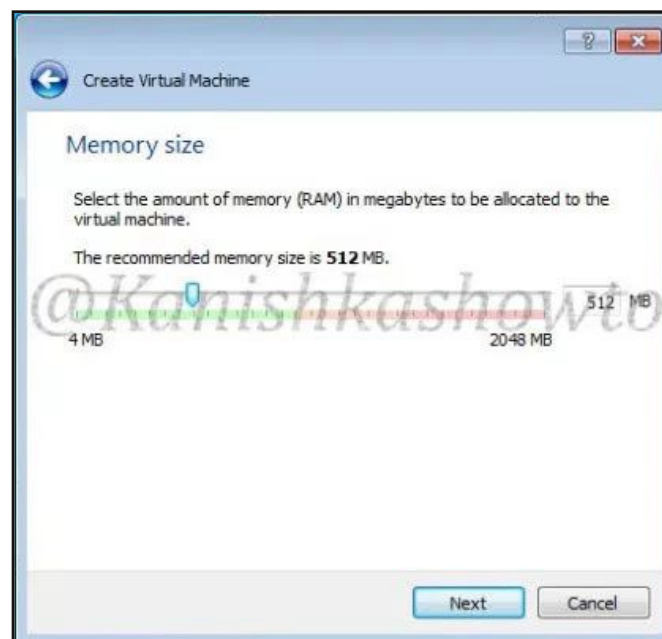 Create Virtual Machine
Memory size
Select the amount of memory (RAM) in megabytes to be allocated to the
virtual machine.
The recommended memory size is 512 MB.
@Kanishkashowto
512 MB
4 MB 2048 MB
Next Cancel